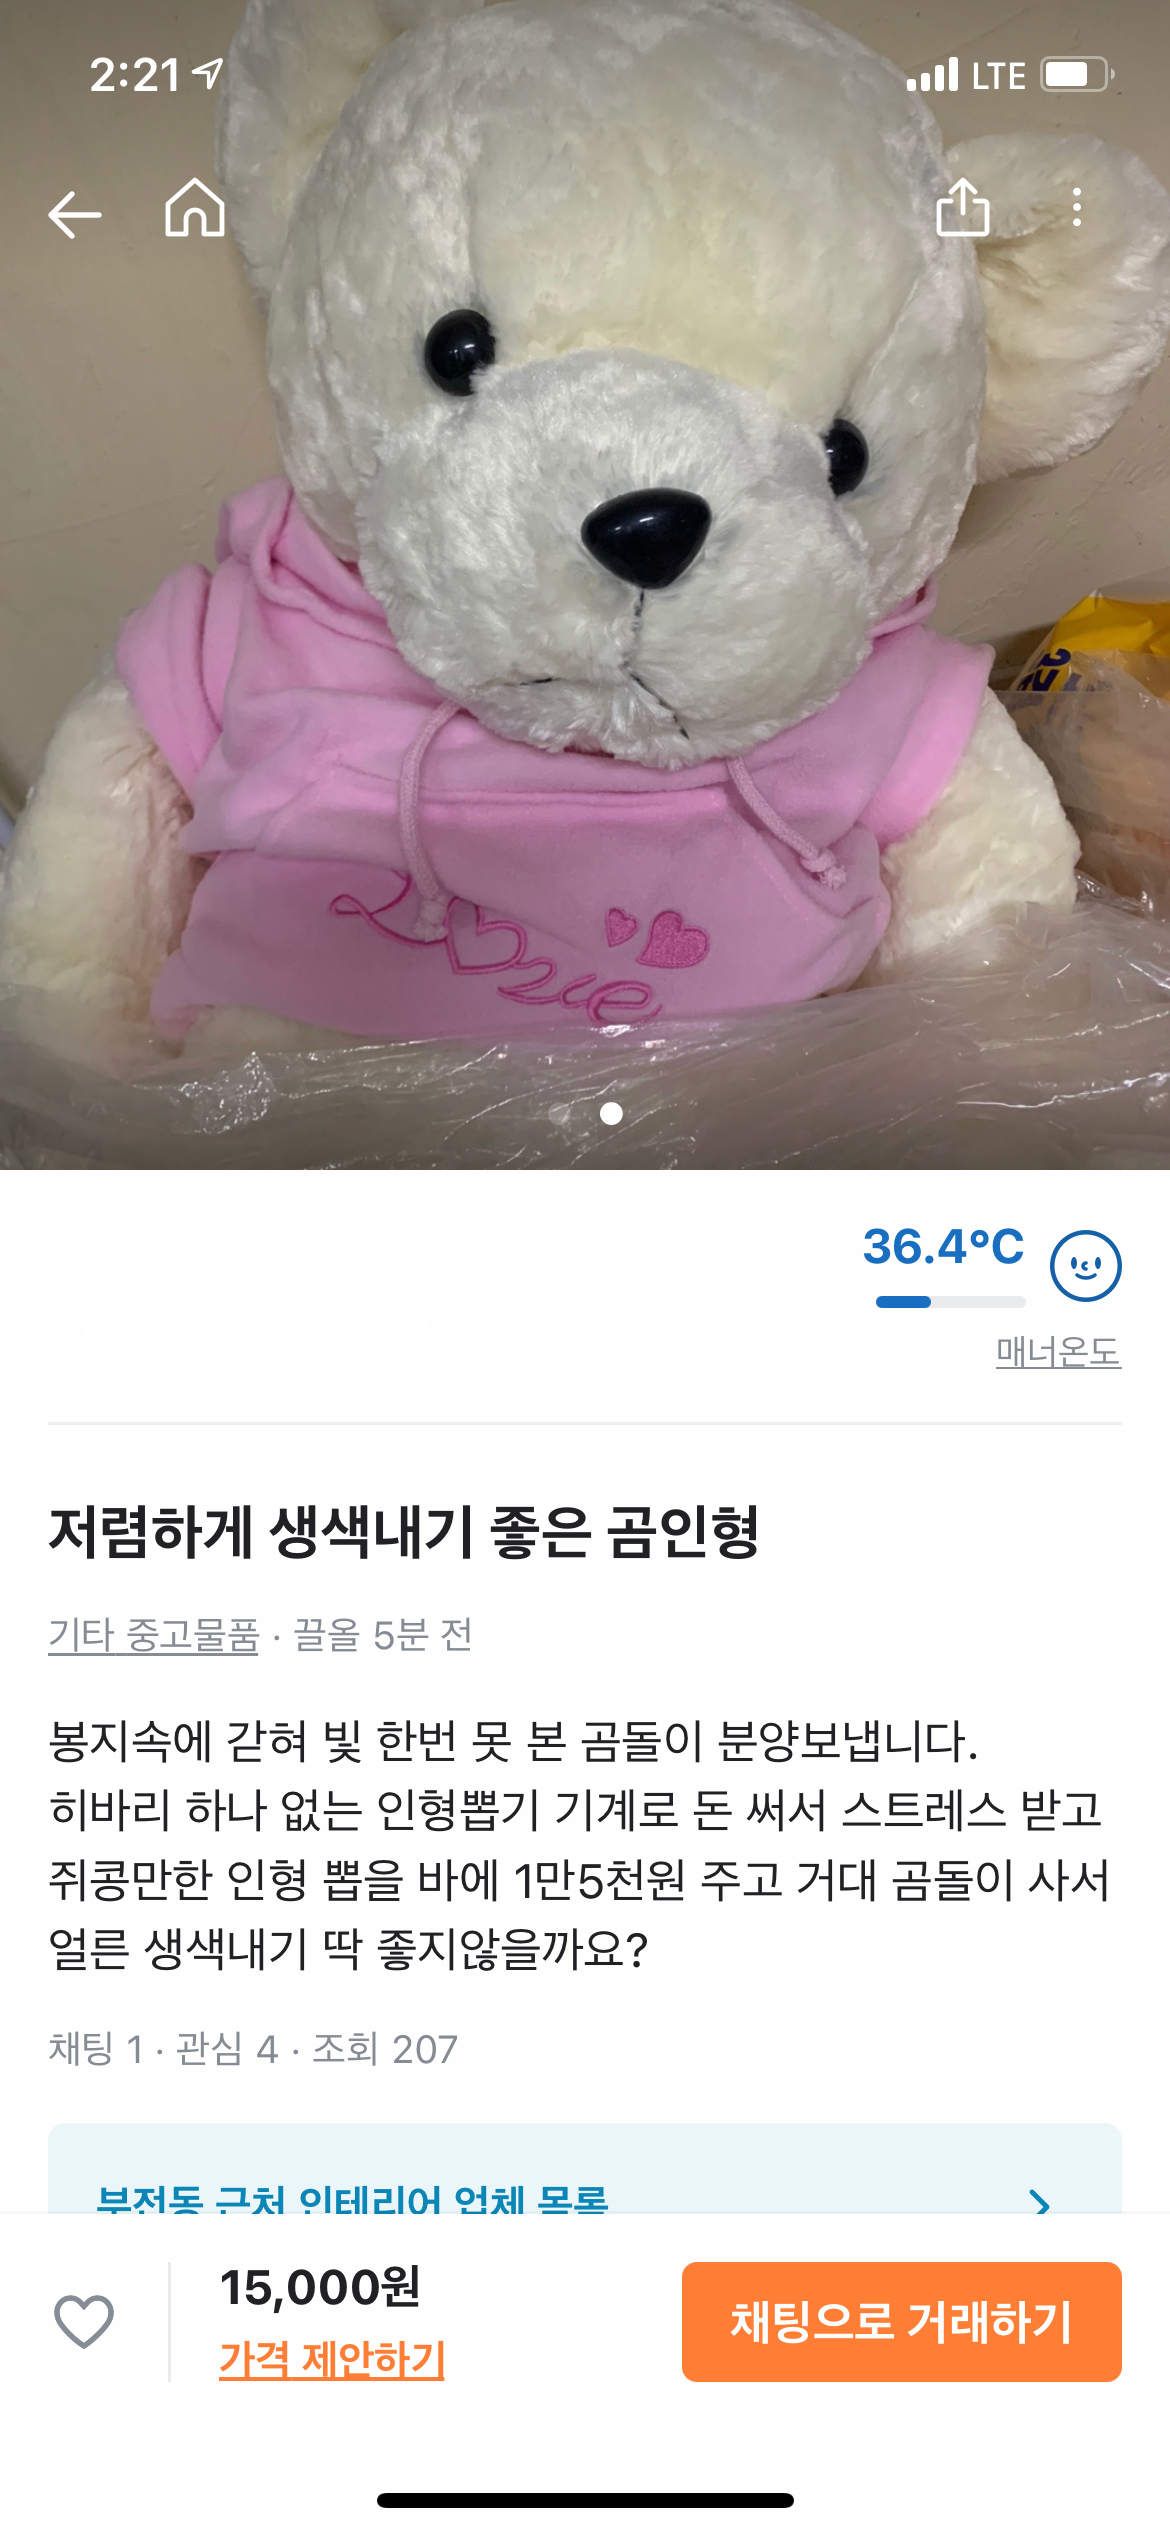 2:21
LTE
Love
36.4°C
매너온도
저렴하게 생색내기 좋은 곰인형
기타 중고물품 · 끌올 5분 전
봉지속에 갇혀 빛 한번 못 본 곰돌이 분양보냅니다.
히바리 하나 없는 인형뽑기 기계로 돈 써서 스트레스 받고
쥐콩만한 인형 뽑을 바에 1만5천원 주고 거대 곰돌이 사서
얼른 생색내기 딱 좋지않을까요?
채팅 1 · 관심 4 · 조회 207
부전동 근처 인테리어 업체 목록
15,000원
가격 제안하기
채팅으로 거래하기